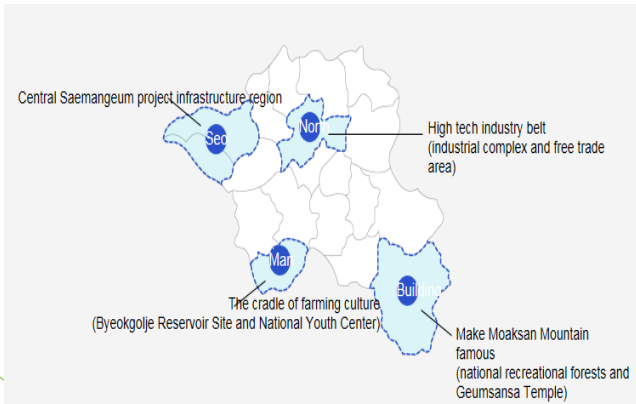 Central Saemangeum project infrastructure region
Sec
Nor
High tech industry belt
(industrial complex and free trade
area)
Mar
Building
The cradle of farming culture
(Byeokgolje Reservoir Site and National Youth Center)
Make Moaksan Mountain
famous
(national recreational forests and
Geumsansa Temple)